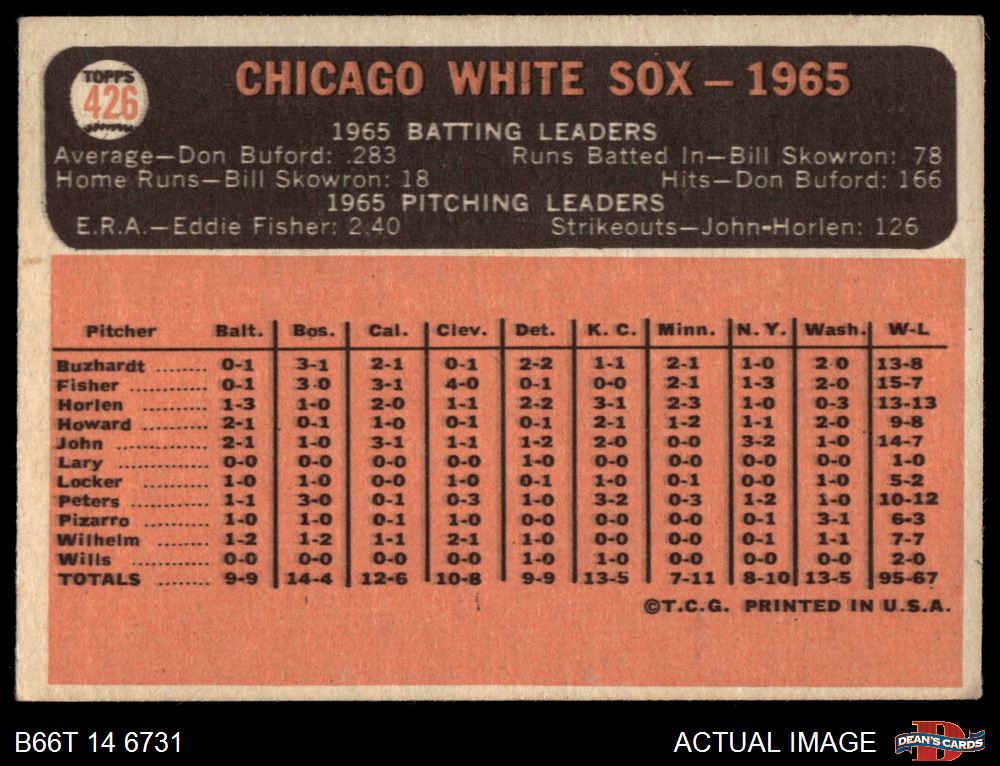 TOPPS
426
CHICAGO WHITE SOX – 1965
1965 BATTING LEADERS
Average—Don Buford: .283 Runs Batted In—Bill Skowron: 78
Home Runs—Bill Skowron: 18 Hits—Don Buford: 166
1965 PITCHING LEADERS
E.R.A.—Eddie Fisher: 2.40 Strikeouts—John-Horlen: 126
Pitcher Balt. Bos. Cal. Clev. Det. K. C. Minn. N. Y. Wash. W-L
Buzhardt ........ 0-1 3-1 2-1 0-1 2-2 1-1 2-1 1-0 2-0 13-8
Fisher ............ 0-1 3-0 3-1 4-0 0-1 0-0 2-1 1-3 2-0 15-7
Horlen ............ 1-3 1-0 2-0 1-1 2-2 3-1 2-3 1-0 0-3 13-13
Howard .......... 2-1 0-1 1-0 0-1 0-1 2-1 1-2 1-1 2-0 9-8
John .............. 2-1 1-0 3-1 1-1 1-2 2-0 0-0 3-2 1-0 14-7
Lary .............. 0-0 0-0 0-0 0-0 1-0 0-0 0-0 0-0 0-0 1-0
Locker ............ 1-0 1-0 0-0 1-0 0-1 1-0 0-1 0-0 1-0 5-2
Peters ............ 1-1 3-0 0-1 0-3 1-0 3-2 0-3 1-2 1-0 10-12
Pizarro ........... 1-0 1-0 0-1 1-0 0-0 0-0 0-0 0-1 3-1 6-3
Wilhelm .......... 1-2 1-2 1-1 2-1 1-0 1-0 0-0 0-1 1-1 7-7
Wills .............. 0-0 0-0 0-0 0-0 1-0 1-0 0-0 0-0 0-0 2-0
TOTALS ........ 9-9 14-4 12-6 10-8 9-9 13-5 7-11 8-10 13-5 95-67
©T.C.G. PRINTED IN U.S.A.
B66T 14 6731 ACTUAL IMAGE DEAN'S CARDS